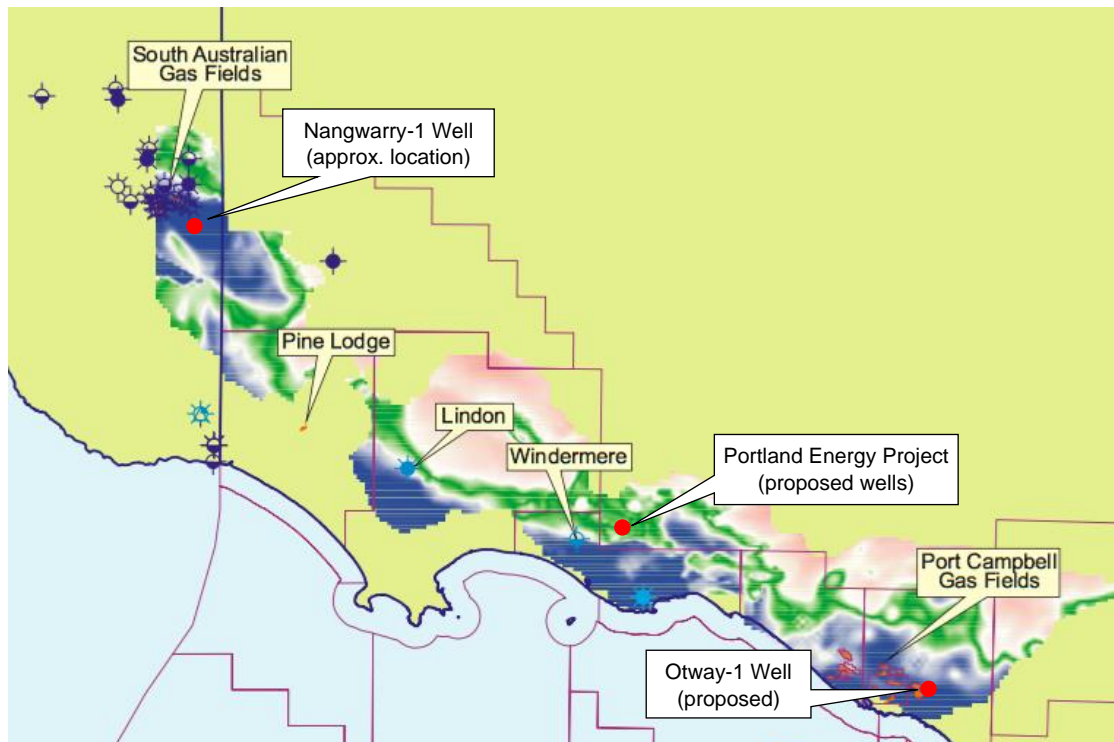 South Australian
Gas Fields
Nangwarry-1 Well
(approx. location)
Pine Lodge
Lindon
Windermere
Portland Energy Project
(proposed wells)
Port Campbell
Gas Fields
Otway-1 Well
(proposed)